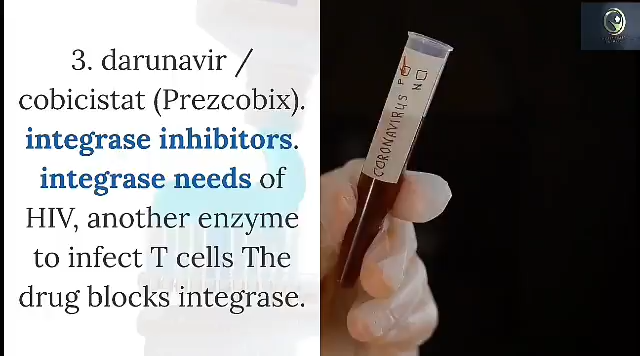 3. darunavir /
cobicistat (Prezcobix).
integrase inhibitors.
integrase needs of
HIV, another enzyme
to infect T cells The
drug blocks integrase.
CORONAVIRUS P
N